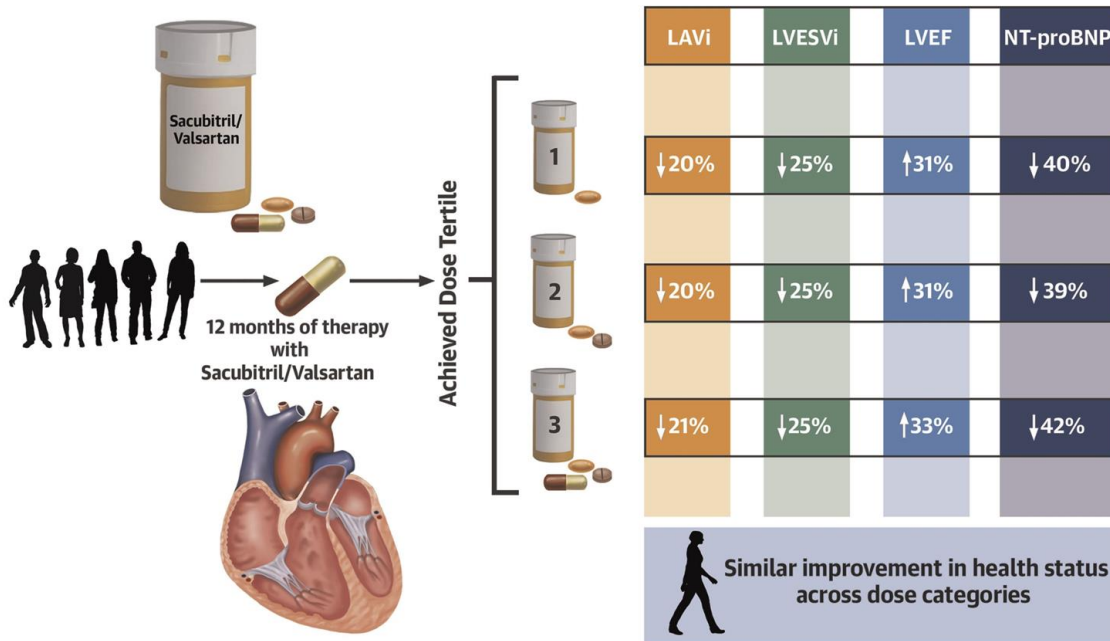 Sacubitril/
Valsartan
12 months of therapy
with
Sacubitril/Valsartan
Achieved Dose Tertile
1
2
3
LAVi LVESVi LVEF NT-proBNP
↓20% ↓25% ↑31% ↓40%
↓20% ↓25% ↑31% ↓39%
↓21% ↓25% ↑33% ↓42%
Similar improvement in health status
across dose categories